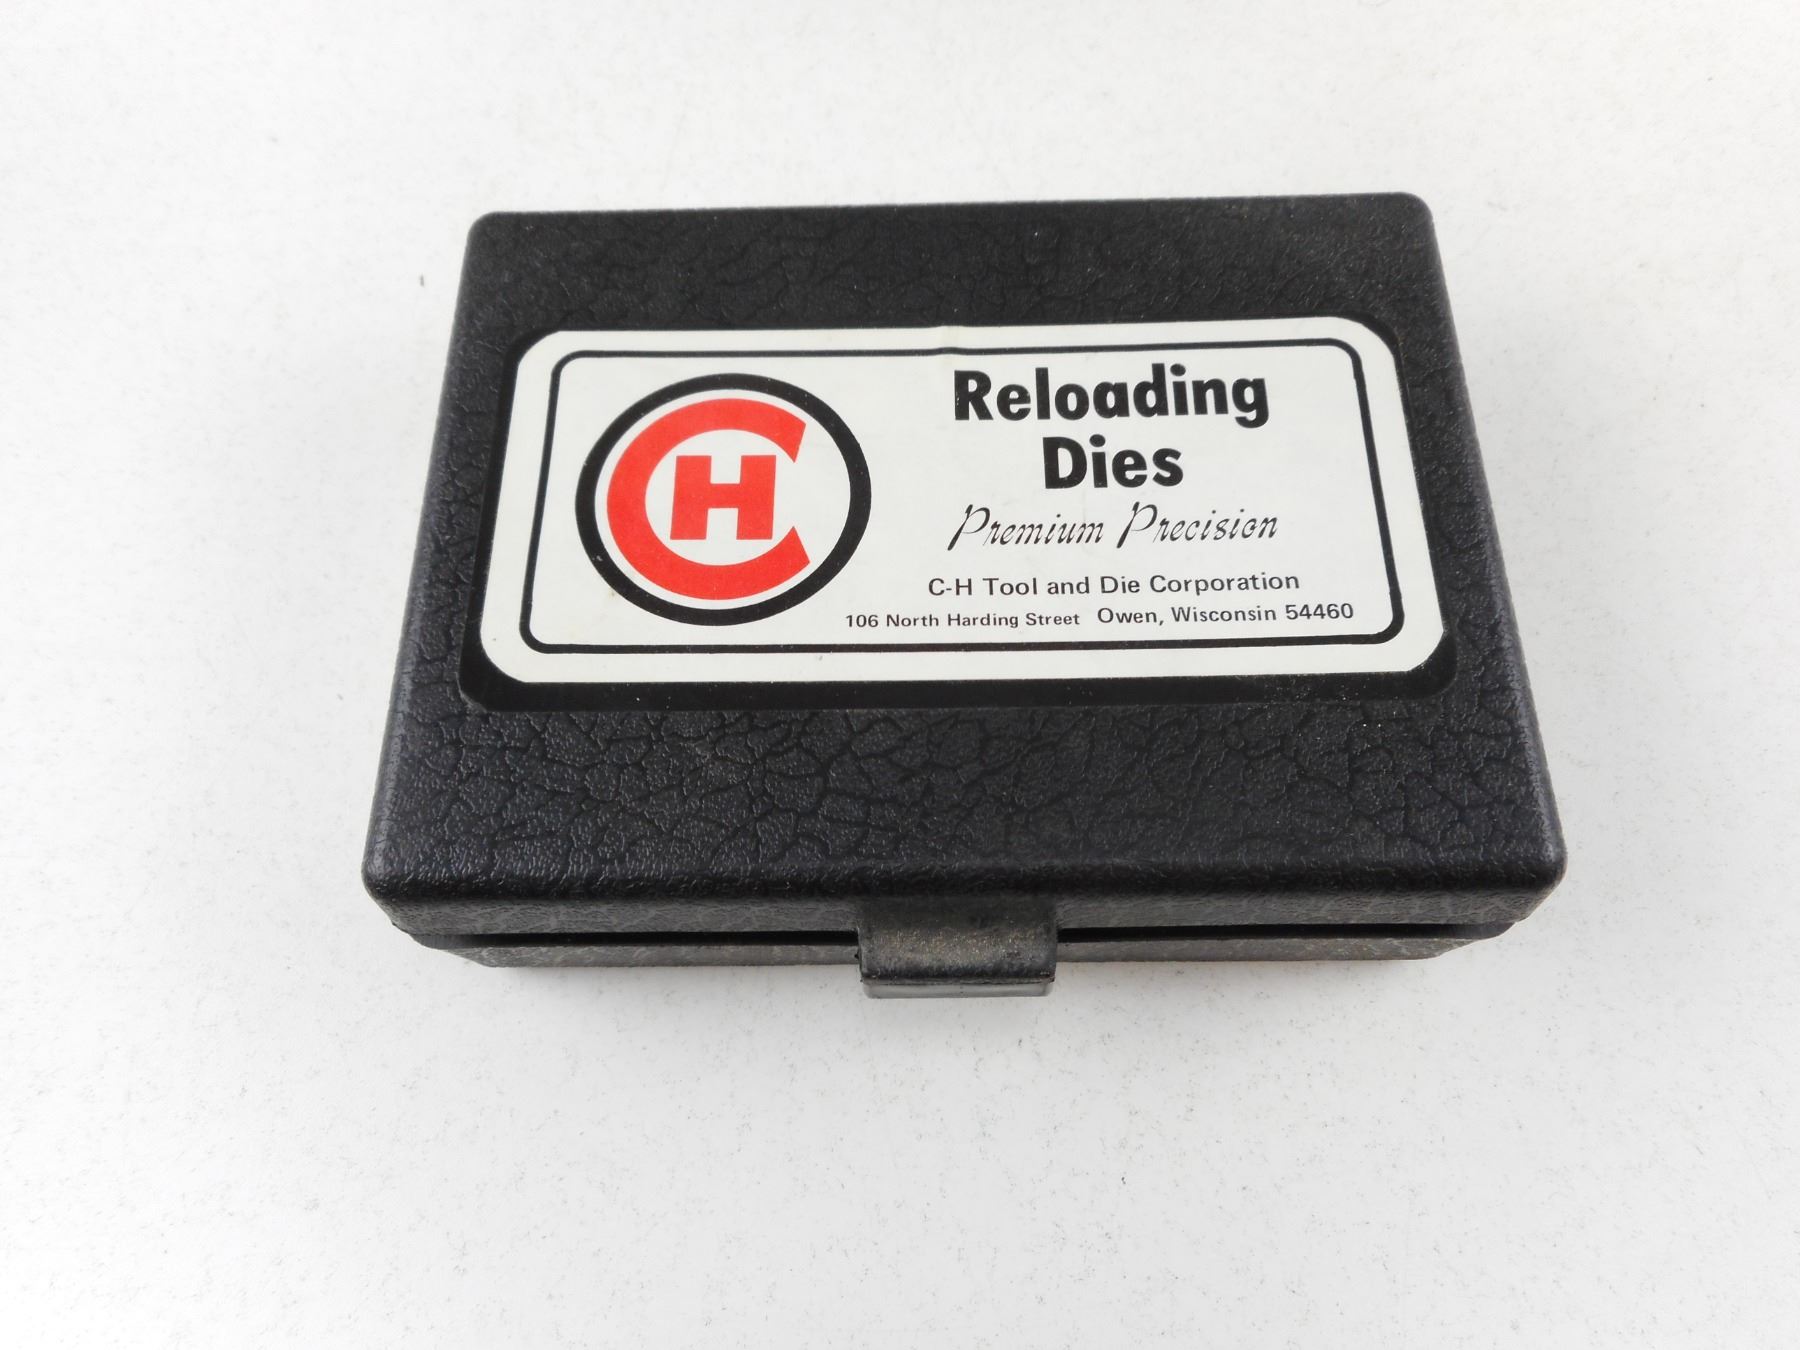 CH
Reloading
Dies
Premium Precision
C-H Tool and Die Corporation
106 North Harding Street Owen, Wisconsin 54460